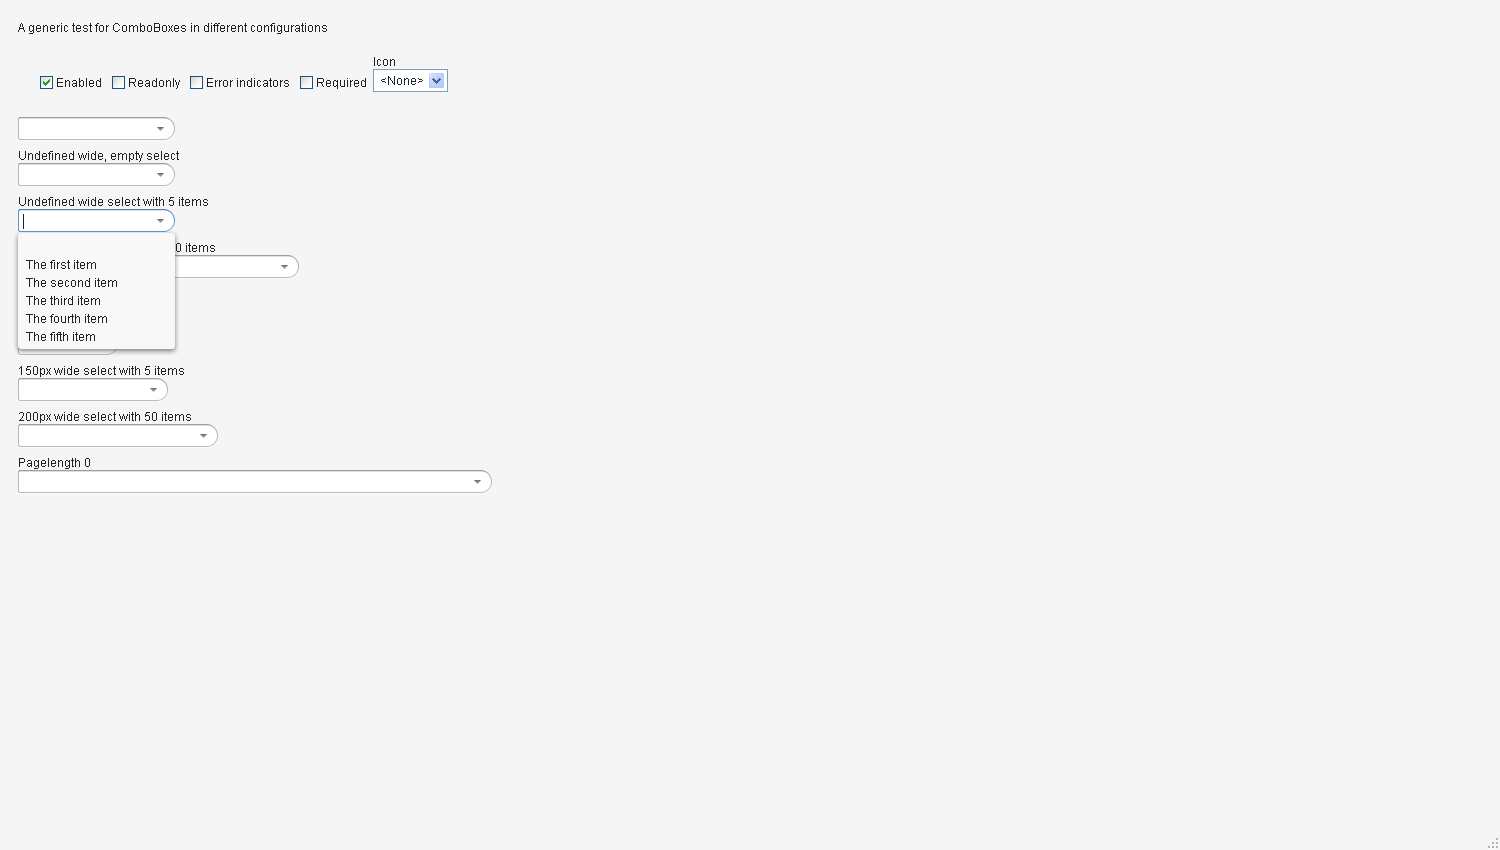 A generic test for ComboBoxes in different configurations
Icon
Enabled Readonly Error indicators Required <None>
Undefined wide, empty select
Undefined wide select with 5 items
0 items
The first item
The second item
The third item
The fourth item
The fifth item
150px wide select with 5 items
200px wide select with 50 items
Pagelength 0